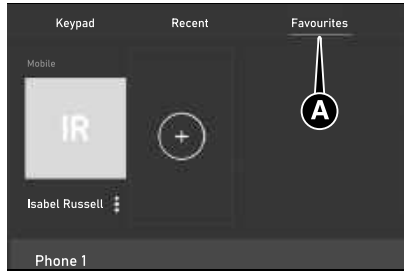 Keypad Recent Favourites
Mobile
IR
A
Isabel Russell
Phone 1